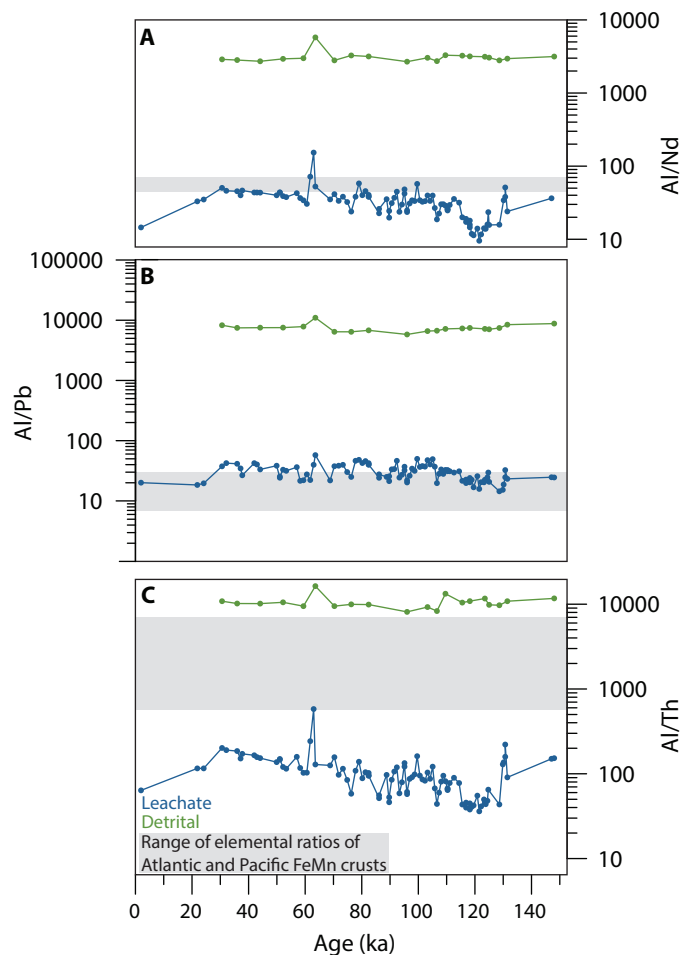 A
10000
1000
100
10
Al/Nd
B
100000
10000
1000
100
10
Al/Pb
C
10000
1000
100
10
Al/Th
Leachate
Detrital
Range of elemental ratios of
Atlantic and Pacific FeMn crusts
0 20 40 60 80 100 120 140
Age (ka)